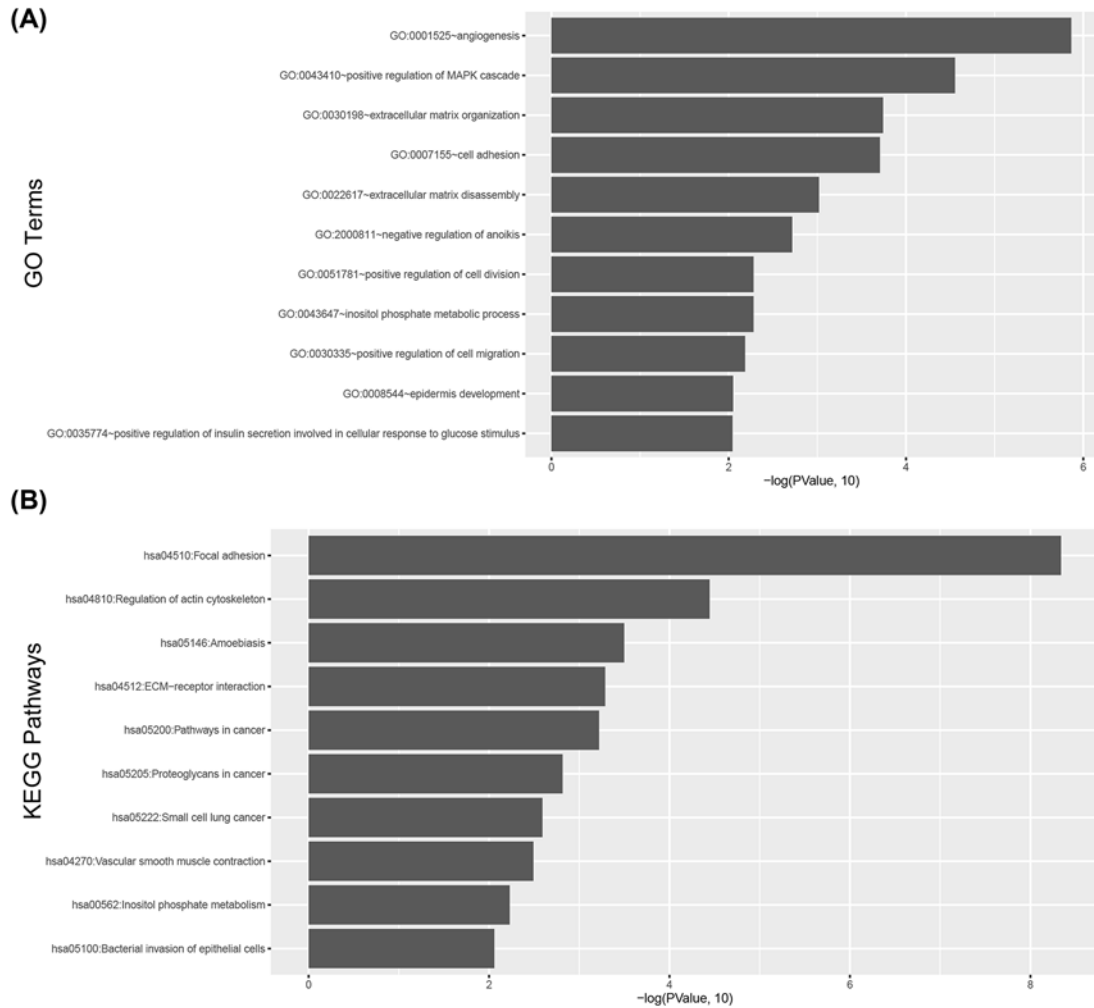 (A)
GO Terms
GO:0001525~angiogenesis
GO:0043410~positive regulation of MAPK cascade
GO:0030198~extracellular matrix organization
GO:0007155~cell adhesion
GO:0022617~extracellular matrix disassembly
GO:2000811~negative regulation of anoikis
GO:0051781~positive regulation of cell division
GO:0043647~inositol phosphate metabolic process
GO:0030335~positive regulation of cell migration
GO:0008544~epidermis development
GO:0035774~positive regulation of insulin secretion involved in cellular response to glucose stimulus
0 2 4 6
−log(PValue, 10)
(B)
KEGG Pathways
hsa04510:Focal adhesion
hsa04810:Regulation of actin cytoskeleton
hsa05146:Amoebiasis
hsa04512:ECM−receptor interaction
hsa05200:Pathways in cancer
hsa05205:Proteoglycans in cancer
hsa05222:Small cell lung cancer
hsa04270:Vascular smooth muscle contraction
hsa00562:Inositol phosphate metabolism
hsa05100:Bacterial invasion of epithelial cells
0 2 4 6 8
−log(PValue, 10)